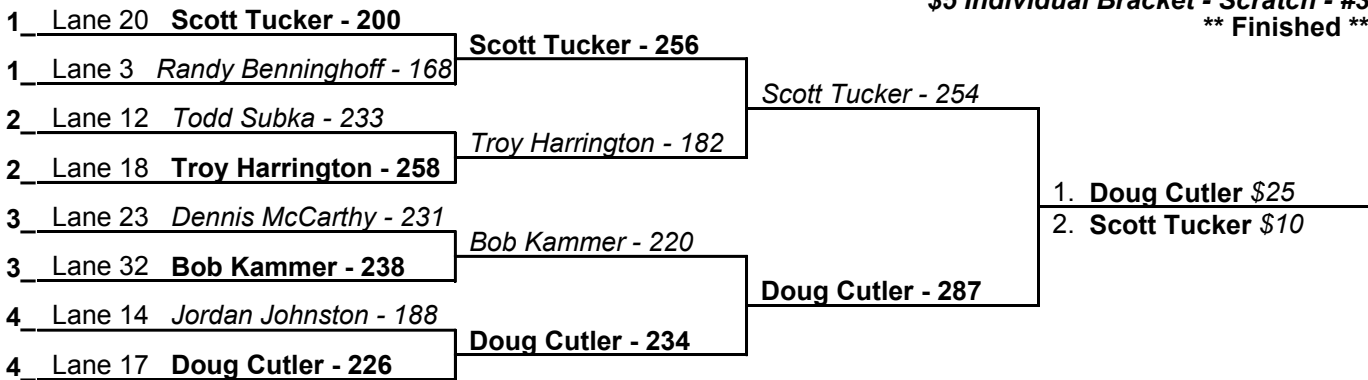 $5 Individual Bracket - Scratch - #3
** Finished **
1_ Lane 20 Scott Tucker - 200
Scott Tucker - 256
1_ Lane 3 Randy Benninghoff - 168
Scott Tucker - 254
2_ Lane 12 Todd Subka - 233
Troy Harrington - 182
2_ Lane 18 Troy Harrington - 258
1. Doug Cutler $25
2. Scott Tucker $10
3_ Lane 23 Dennis McCarthy - 231
Bob Kammer - 220
3_ Lane 32 Bob Kammer - 238
Doug Cutler - 287
4_ Lane 14 Jordan Johnston - 188
Doug Cutler - 234
4_ Lane 17 Doug Cutler - 226